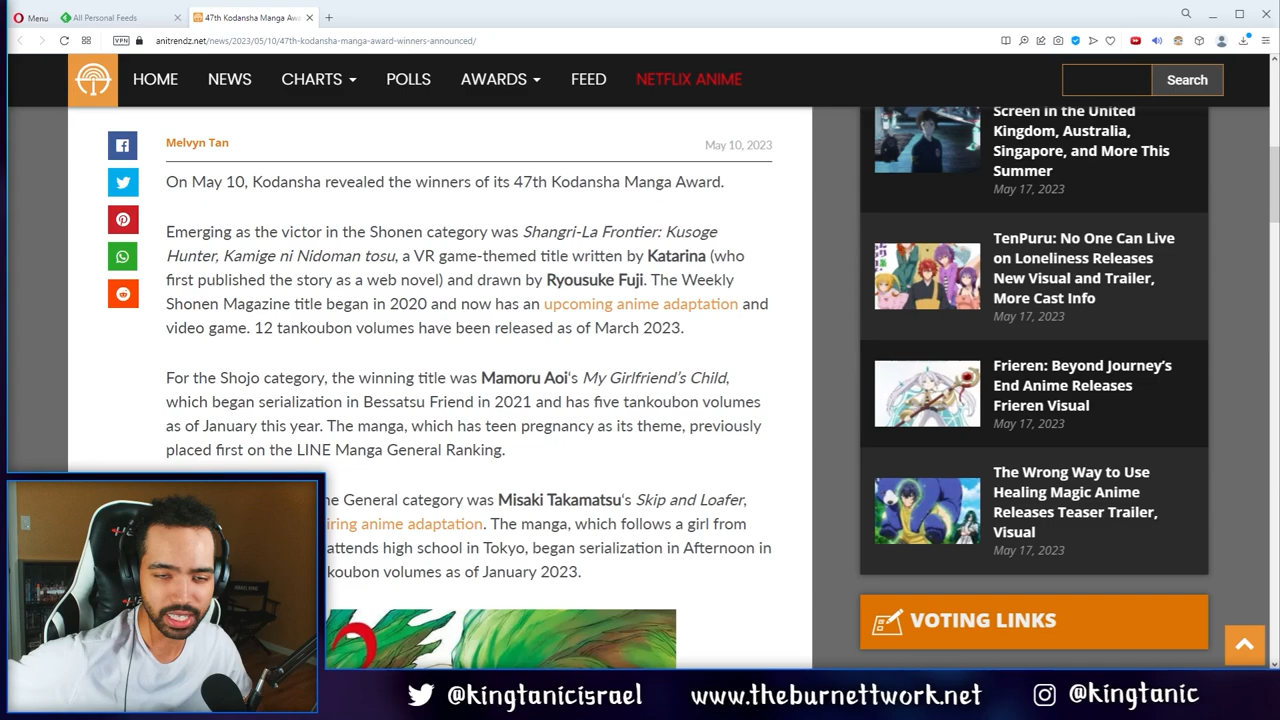 Menu
All Personal Feeds
47th Kodansha Manga Aw
VPN
anitrendz.net/news/2023/05/10/47th-kodansha-manga-award-winners-announced/
HOME
NEWS
CHARTS
POLLS
AWARDS
FEED
NETFLIX ANIME
Search
Melvyn Tan
May 10, 2023
On May 10, Kodansha revealed the winners of its 47th Kodansha Manga Award.
Emerging as the victor in the Shonen category was Shangri-La Frontier: Kusoge
Hunter, Kamige ni Nidoman tosu, a VR game-themed title written by Katarina (who
first published the story as a web novel) and drawn by Ryousuke Fuji. The Weekly
Shonen Magazine title began in 2020 and now has an upcoming anime adaptation and
video game. 12 tankoubon volumes have been released as of March 2023.
For the Shojo category, the winning title was Mamoru Aoi's My Girlfriend's Child,
which began serialization in Bessatsu Friend in 2021 and has five tankoubon volumes
as of January this year. The manga, which has teen pregnancy as its theme, previously
placed first on the LINE Manga General Ranking.
General category was Misaki Takamatsu's Skip and Loafer,
anime adaptation. The manga, which follows a girl from
attends high school in Tokyo, began serialization in Afternoon in
volumes as of January 2023.
Screen in the United
Kingdom, Australia,
Singapore, and More This
Summer
May 17, 2023
TenPuru: No One Can Live
on Loneliness Releases
New Visual and Trailer,
More Cast Info
May 17, 2023
Frieren: Beyond Journey's
End Anime Releases
Frieren Visual
May 17, 2023
The Wrong Way to Use
Healing Magic Anime
Releases Teaser Trailer,
Visual
May 17, 2023
VOTING LINKS
@kingtanicisrael
www.theburnettwork.net
@kingtanic